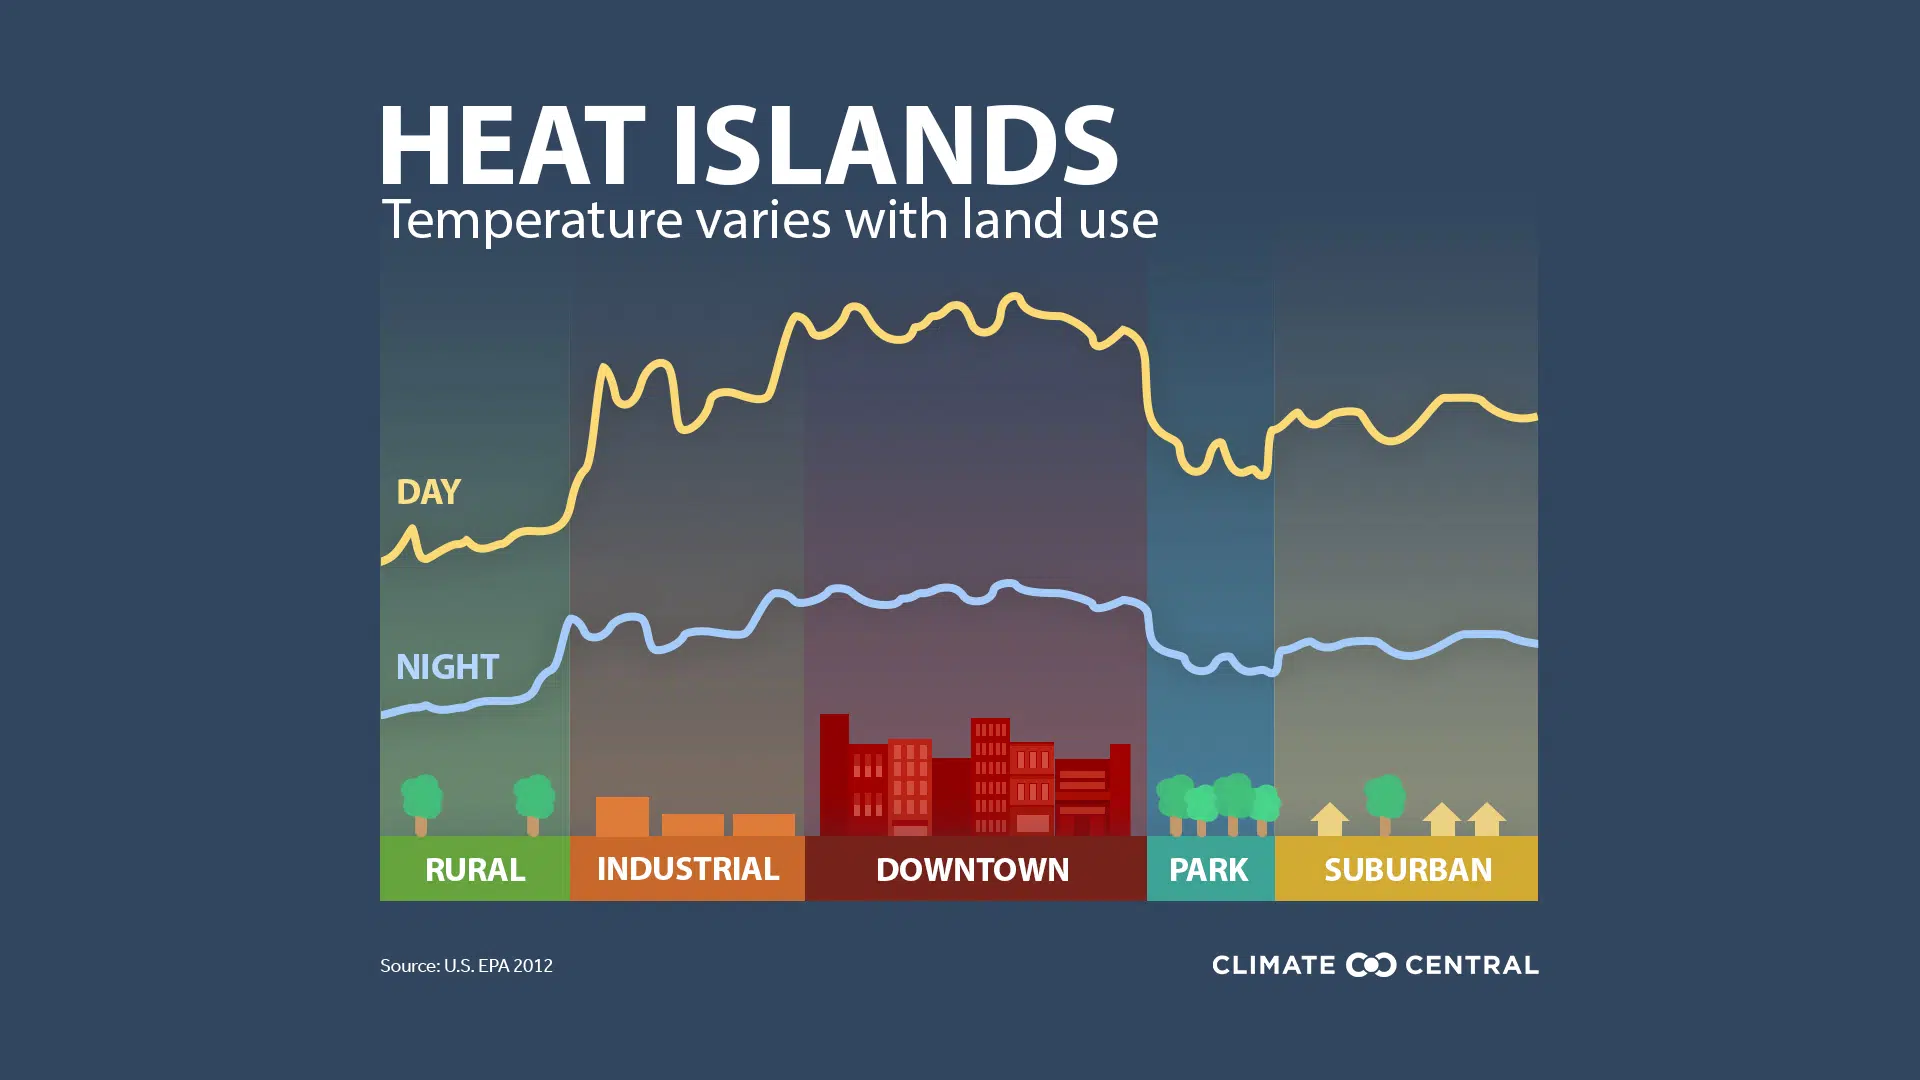 HEAT ISLANDS
Temperature varies with land use
DAY
NIGHT
RURAL
INDUSTRIAL
DOWNTOWN
PARK
SUBURBAN
Source: U.S. EPA 2012
CLIMATE CENTRAL